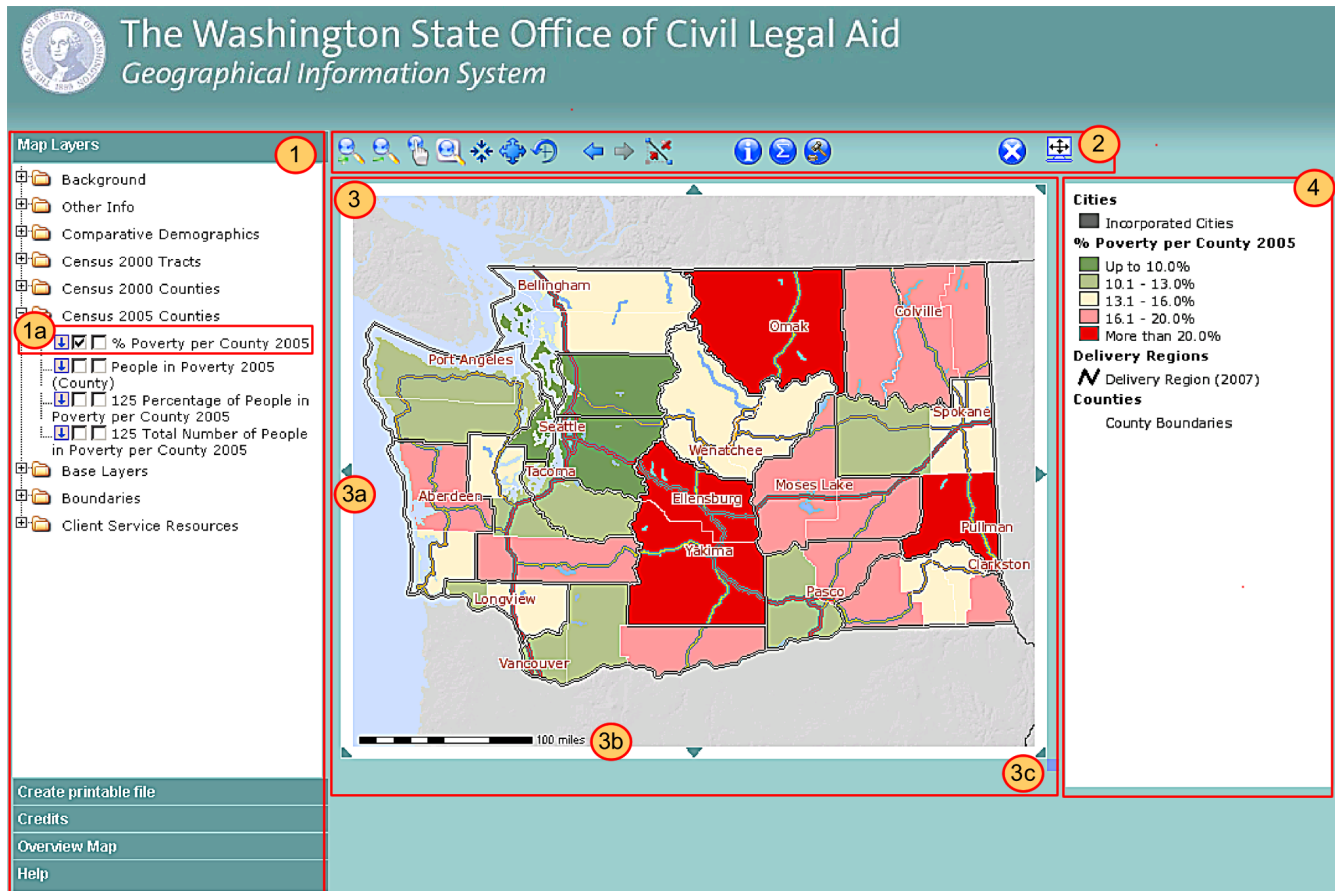 The Washington State Office of Civil Legal Aid
Geographical Information System
Map Layers
1
Background
Other Info
Comparative Demographics
Census 2000 Tracts
Census 2000 Counties
Census 2005 Counties
1a
% Poverty per County 2005
People in Poverty 2005
(County)
125 Percentage of People in
Poverty per County 2005
125 Total Number of People
in Poverty per County 2005
Base Layers
Boundaries
Client Service Resources
Create printable file
Credits
Overview Map
Help
2
3
Bellingham
Omak
Colville
Port Angeles
Seattle
Spokane
Wenatchee
Tacoma
Moses Lake
3a
Aberdeen
Ellensburg
Pullman
Yakima
Clarkston
Pasco
Longview
Vancouver
100 miles
3b
3c
4
Cities
Incorporated Cities
% Poverty per County 2005
Up to 10.0%
10.1 - 13.0%
13.1 - 16.0%
16.1 - 20.0%
More than 20.0%
Delivery Regions
Delivery Region (2007)
Counties
County Boundaries